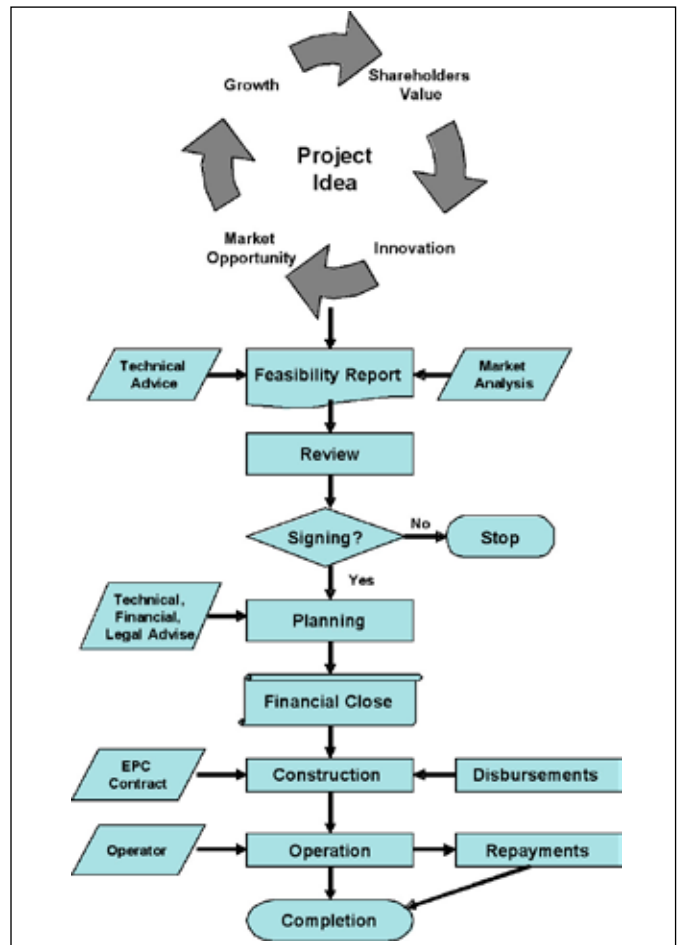 Growth
Shareholders
Value
Project
Idea
Market
Opportunity
Innovation
Technical
Advice
Feasibility Report
Market
Analysis
Review
Signing?
No
Stop
Yes
Technical,
Financial,
Legal Advise
Planning
Financial Close
EPC
Contract
Construction
Disbursements
Operator
Operation
Repayments
Completion